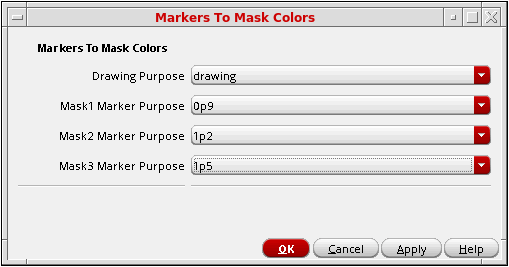 Markers To Mask Colors
Markers To Mask Colors
Drawing Purpose drawing
Mask1 Marker Purpose 0p9
Mask2 Marker Purpose 1p2
Mask3 Marker Purpose 1p5
OK Cancel Apply Help